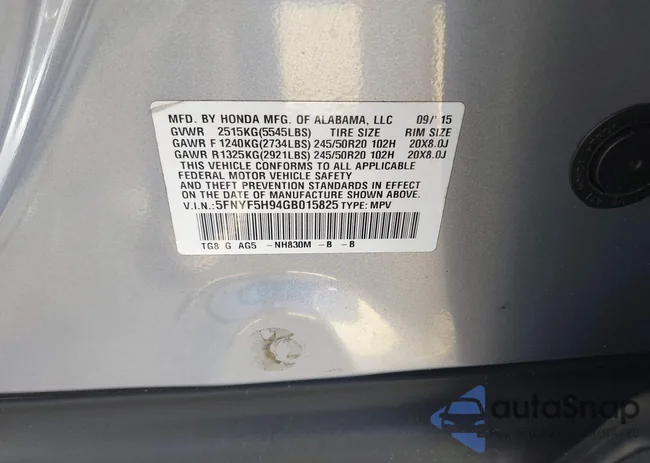 MFD. BY HONDA MFG. OF ALABAMA, LLC 09/15
GVWR 2515KG(5545LBS) TIRE SIZE RIM SIZE
GAWR F 1240KG(2734LBS) 245/50R20 102H 20X8.0J
GAWR R 1325KG(2921LBS) 245/50R20 102H 20X8.0J
THIS VEHICLE CONFORMS TO ALL APPLICABLE
FEDERAL MOTOR VEHICLE SAFETY
AND THEFT PREVENTION STANDARDS IN EFFECT
ON THE DATE OF MANUFACTURE SHOWN ABOVE.
V.I.N.: 5FNYF5H94GB015825 TYPE: MPV
TG8 G AG5 -NH830M -B -B
autoSnap